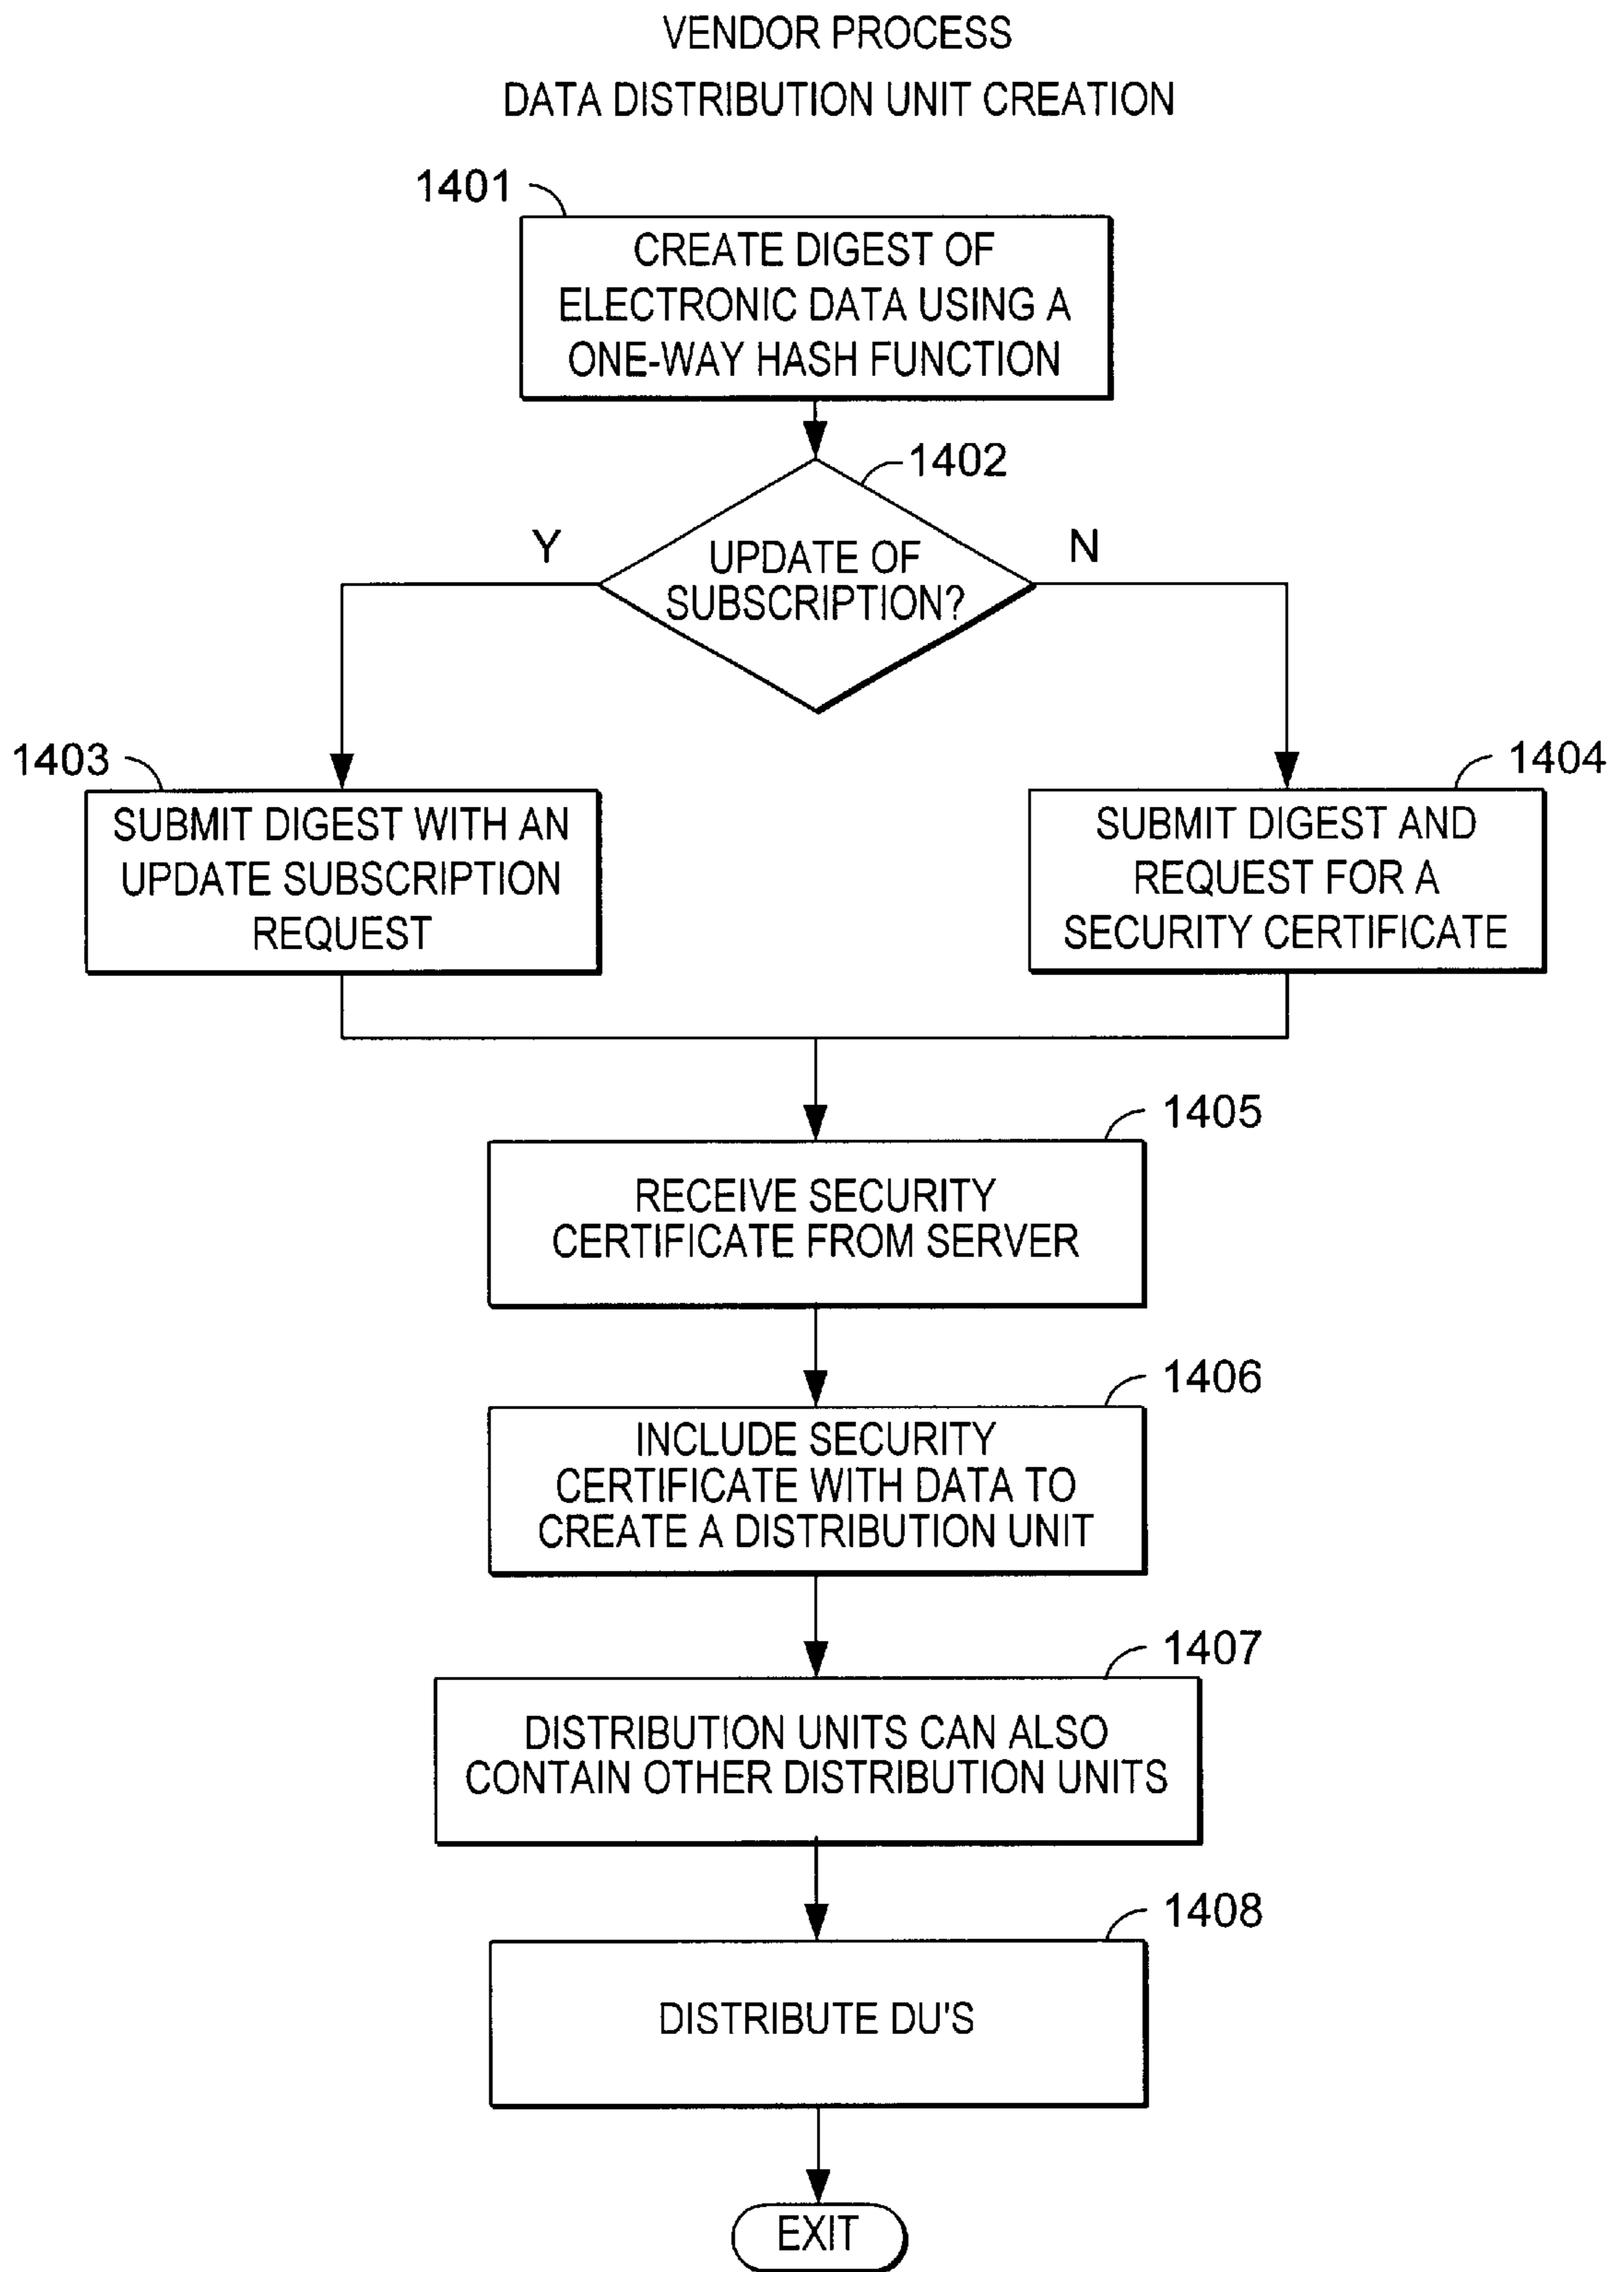 VENDOR PROCESS
DATA DISTRIBUTION UNIT CREATION
1401
CREATE DIGEST OF
ELECTRONIC DATA USING A
ONE-WAY HASH FUNCTION
1402
Y
UPDATE OF
SUBSCRIPTION?
N
1403
SUBMIT DIGEST WITH AN
UPDATE SUBSCRIPTION
REQUEST
1404
SUBMIT DIGEST AND
REQUEST FOR A
SECURITY CERTIFICATE
1405
RECEIVE SECURITY
CERTIFICATE FROM SERVER
1406
INCLUDE SECURITY
CERTIFICATE WITH DATA TO
CREATE A DISTRIBUTION UNIT
1407
DISTRIBUTION UNITS CAN ALSO
CONTAIN OTHER DISTRIBUTION UNITS
1408
DISTRIBUTE DU'S
EXIT